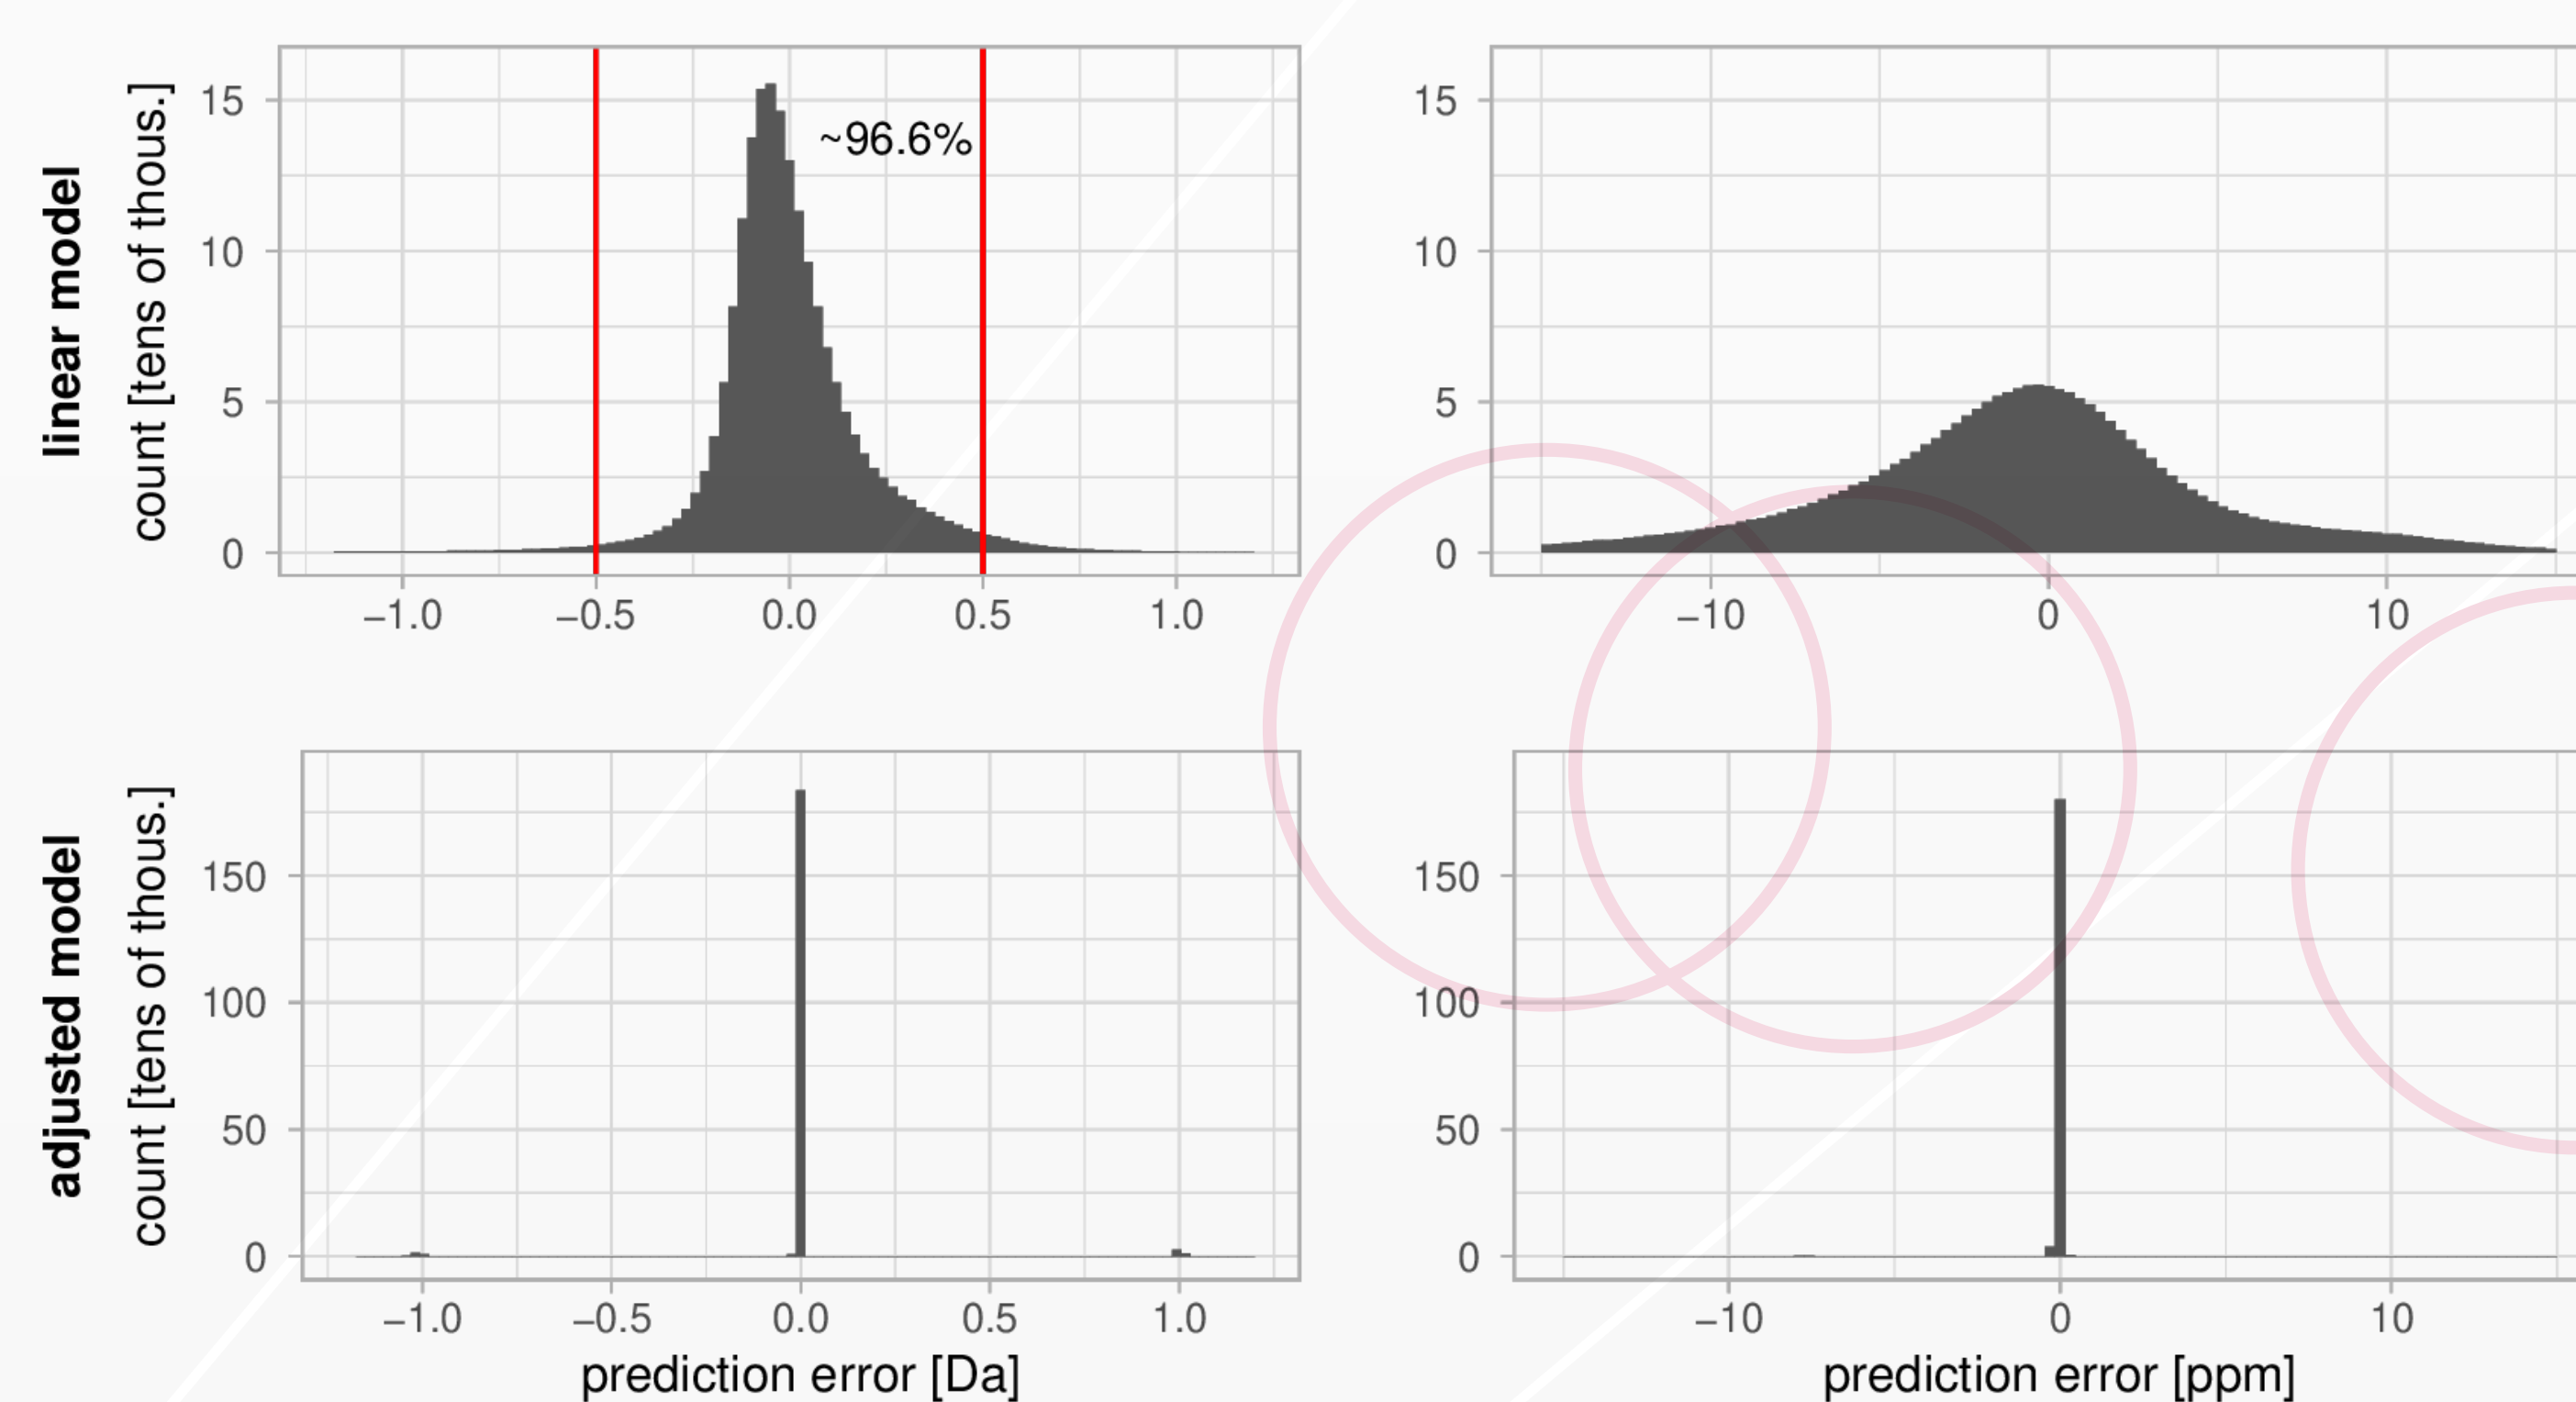 linear model
count [tens of thous.]
15
10
5
0
~96.6%
−1.0 −0.5 0.0 0.5 1.0
15
10
5
0
−10 0 10
adjusted model
count [tens of thous.]
150
100
50
0
−1.0 −0.5 0.0 0.5 1.0
prediction error [Da]
150
100
50
0
−10 0 10
prediction error [ppm]